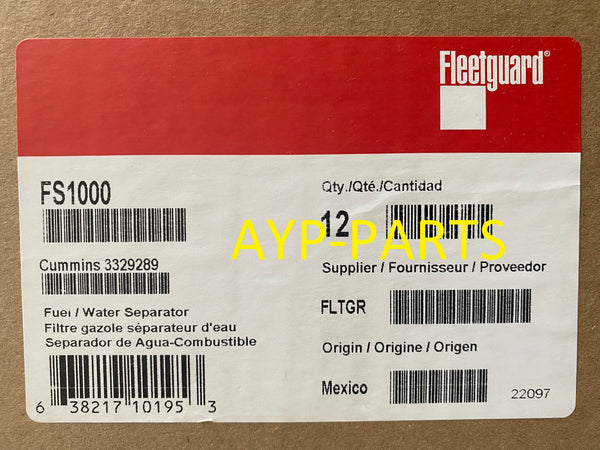 Fleetguard®
FS1000
Qty./Qté./Cantidad
12
AYP-PARTS
Cummins 3329289
Supplier / Fournisseur / Proveedor
FLTGR
Fuel / Water Separator
Filtre gazole séparateur d'eau
Separador de Agua-Combustible
Origin / Origine / Origen
Mexico
22097
6 38217 10195 3